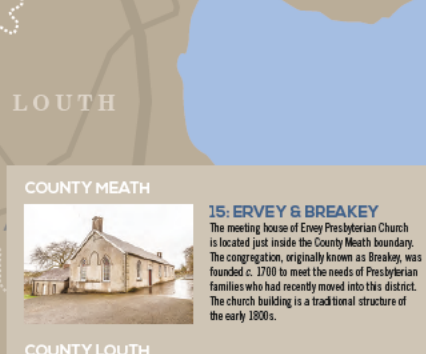 LOUTH
COUNTY MEATH
15: ERVEY & BREAKEY
The meeting house of Ervey Presbyterian Church
is located just inside the County Meath boundary.
The congregation, originally known as Breakey, was
founded c. 1700 to meet the needs of Presbyterian
families who had recently moved into this district.
The church building is a traditional structure of
the early 1800s.
COUNTY LOUTH